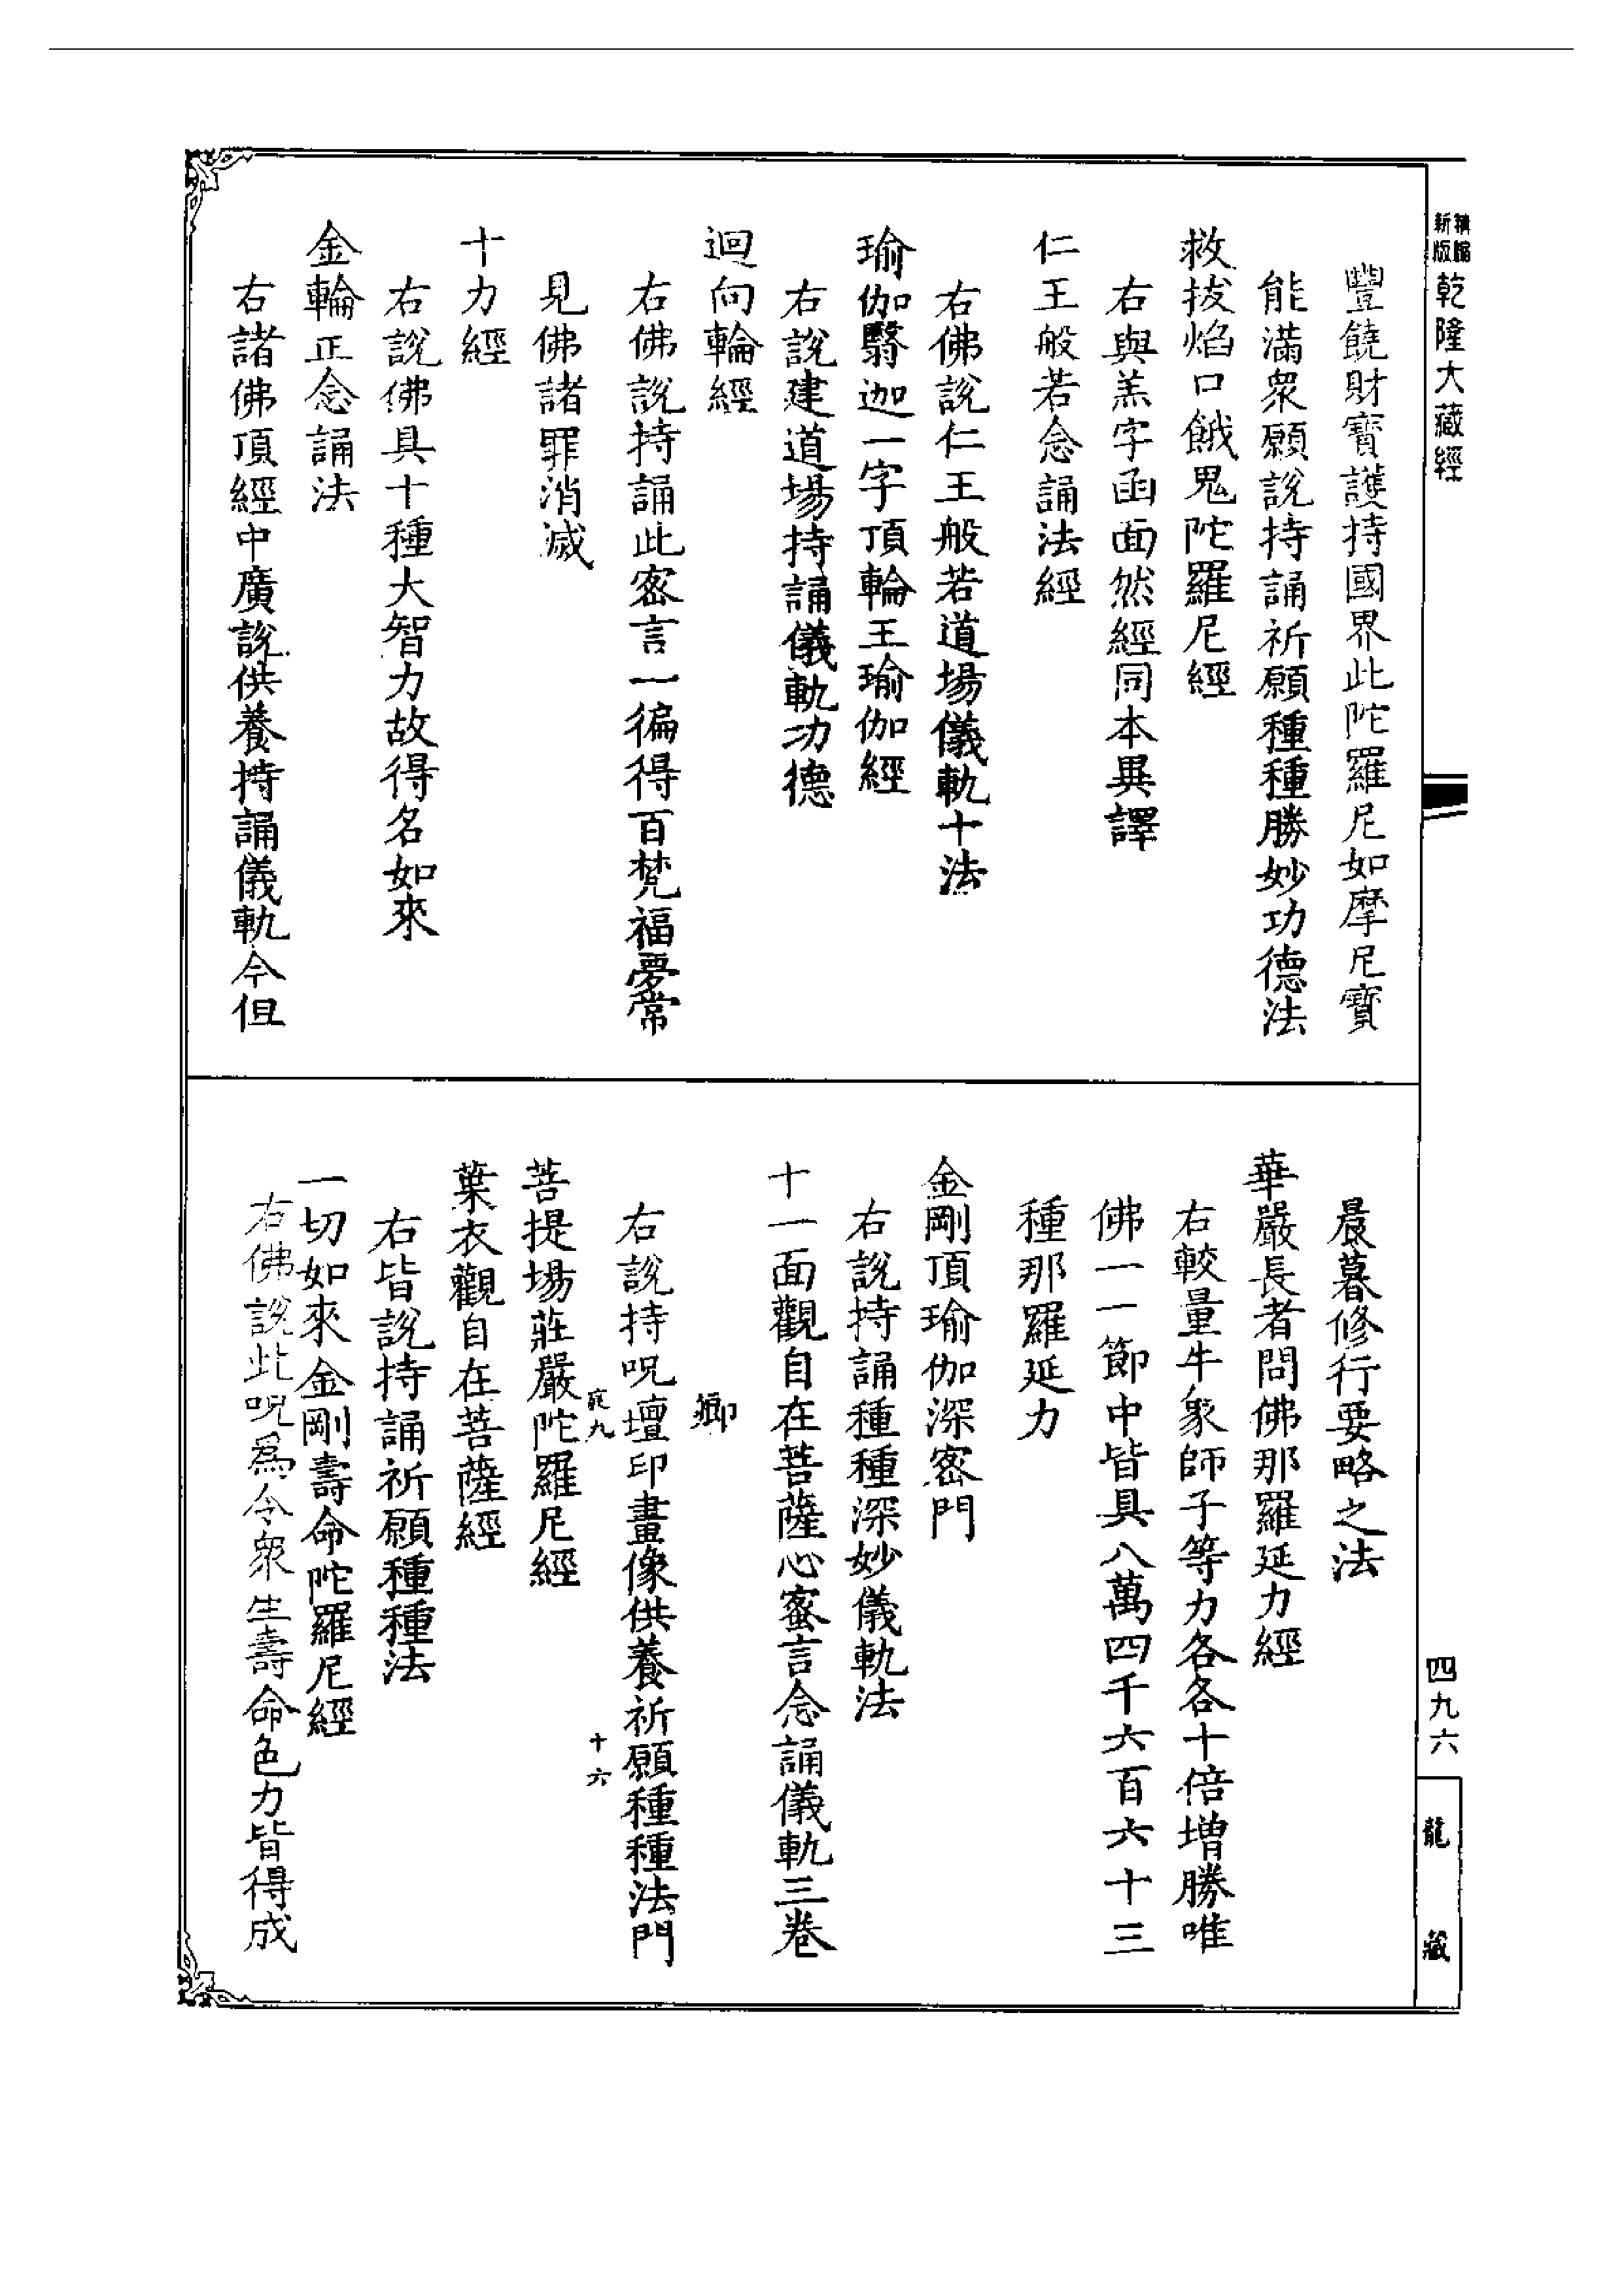 新版精編乾隆大藏經
豐饒財寶護持國界此陀羅尼如摩尼寶
能滿衆願說持誦祈願種種勝妙功德法
救拔焰口餓鬼陀羅尼經
右與羔字函面然經同本異譯
仁王般若念誦法經
右佛說仁王般若道場儀軌十法
瑜伽翳迦一字頂輪王瑜伽經
右說建道場持誦儀軌功德
迴向輪經
右佛說持誦此密言一徧得百梵福夢常
見佛諸罪消滅
十力經
右說佛具十種大智力故得名如來
金輪正念誦法
右諸佛頂經中廣說供養持誦儀軌今但
晨暮修行要略之法
華嚴長者問佛那羅延力經
右較量牛象師子等力各各十倍增勝唯
佛一一節中皆具八萬四千六百六十三
種那羅延力
金剛頂瑜伽深密門
右說持誦種種深妙儀軌法
十一面觀自在菩薩心蜜言念誦儀軌三卷
鄉
右說持呪壇印畫像供養祈願種種法門
九 十六
菩提場莊嚴陀羅尼經
葉衣觀自在菩薩經
右皆說持誦祈願種種法
一切如來金剛壽命陀羅尼經
右佛說此呪爲令衆生壽命色力皆得成
四九六
龍藏